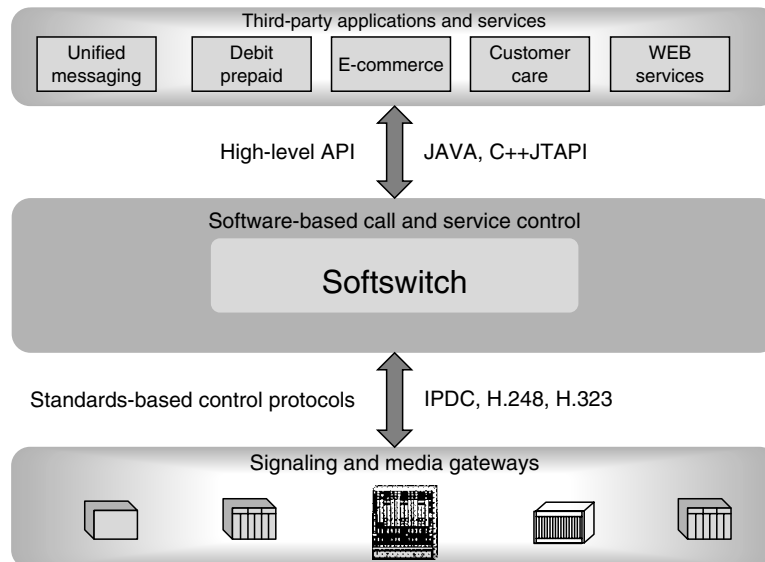 Third-party applications and services
Unified messaging
Debit prepaid
E-commerce
Customer care
WEB services
High-level API
JAVA, C++JTAPI
Software-based call and service control
Softswitch
Standards-based control protocols
IPDC, H.248, H.323
Signaling and media gateways